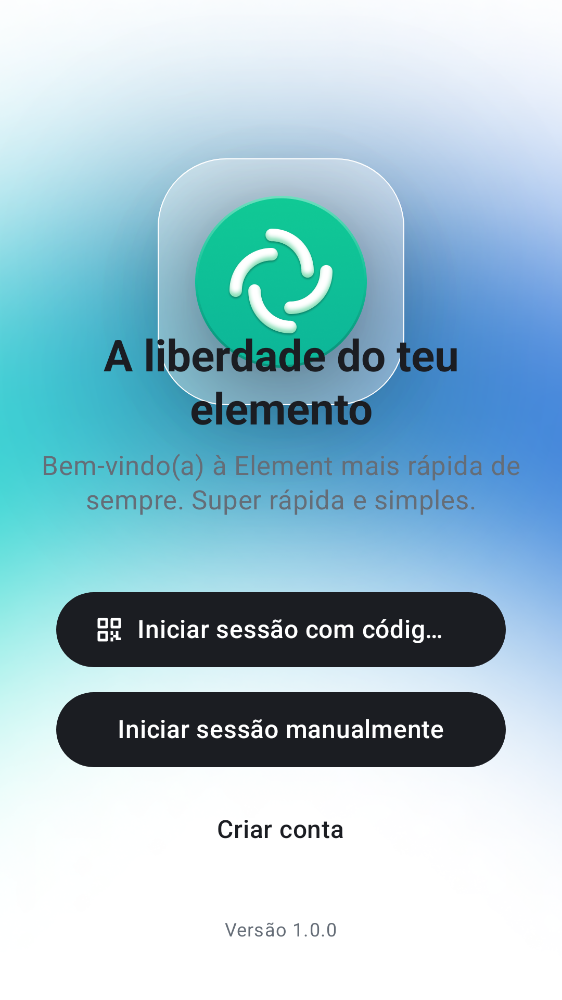 A liberdade do teu
elemento
Bem-vindo(a) à Element mais rápida de
sempre. Super rápida e simples.
Iniciar sessão com códig…
Iniciar sessão manualmente
Criar conta
Versão 1.0.0